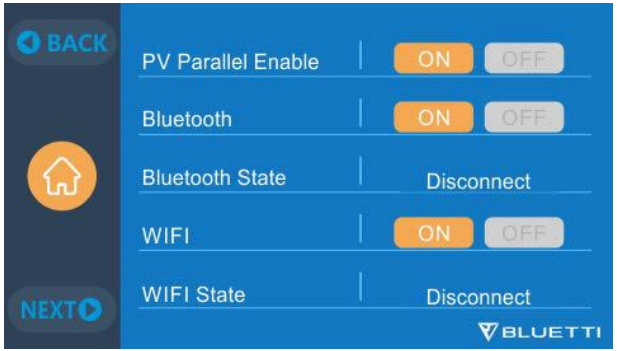 BACK
PV Parallel Enable ON OFF
Bluetooth ON OFF
Bluetooth State Disconnect
WIFI ON OFF
WIFI State Disconnect
NEXT
BLUETTI